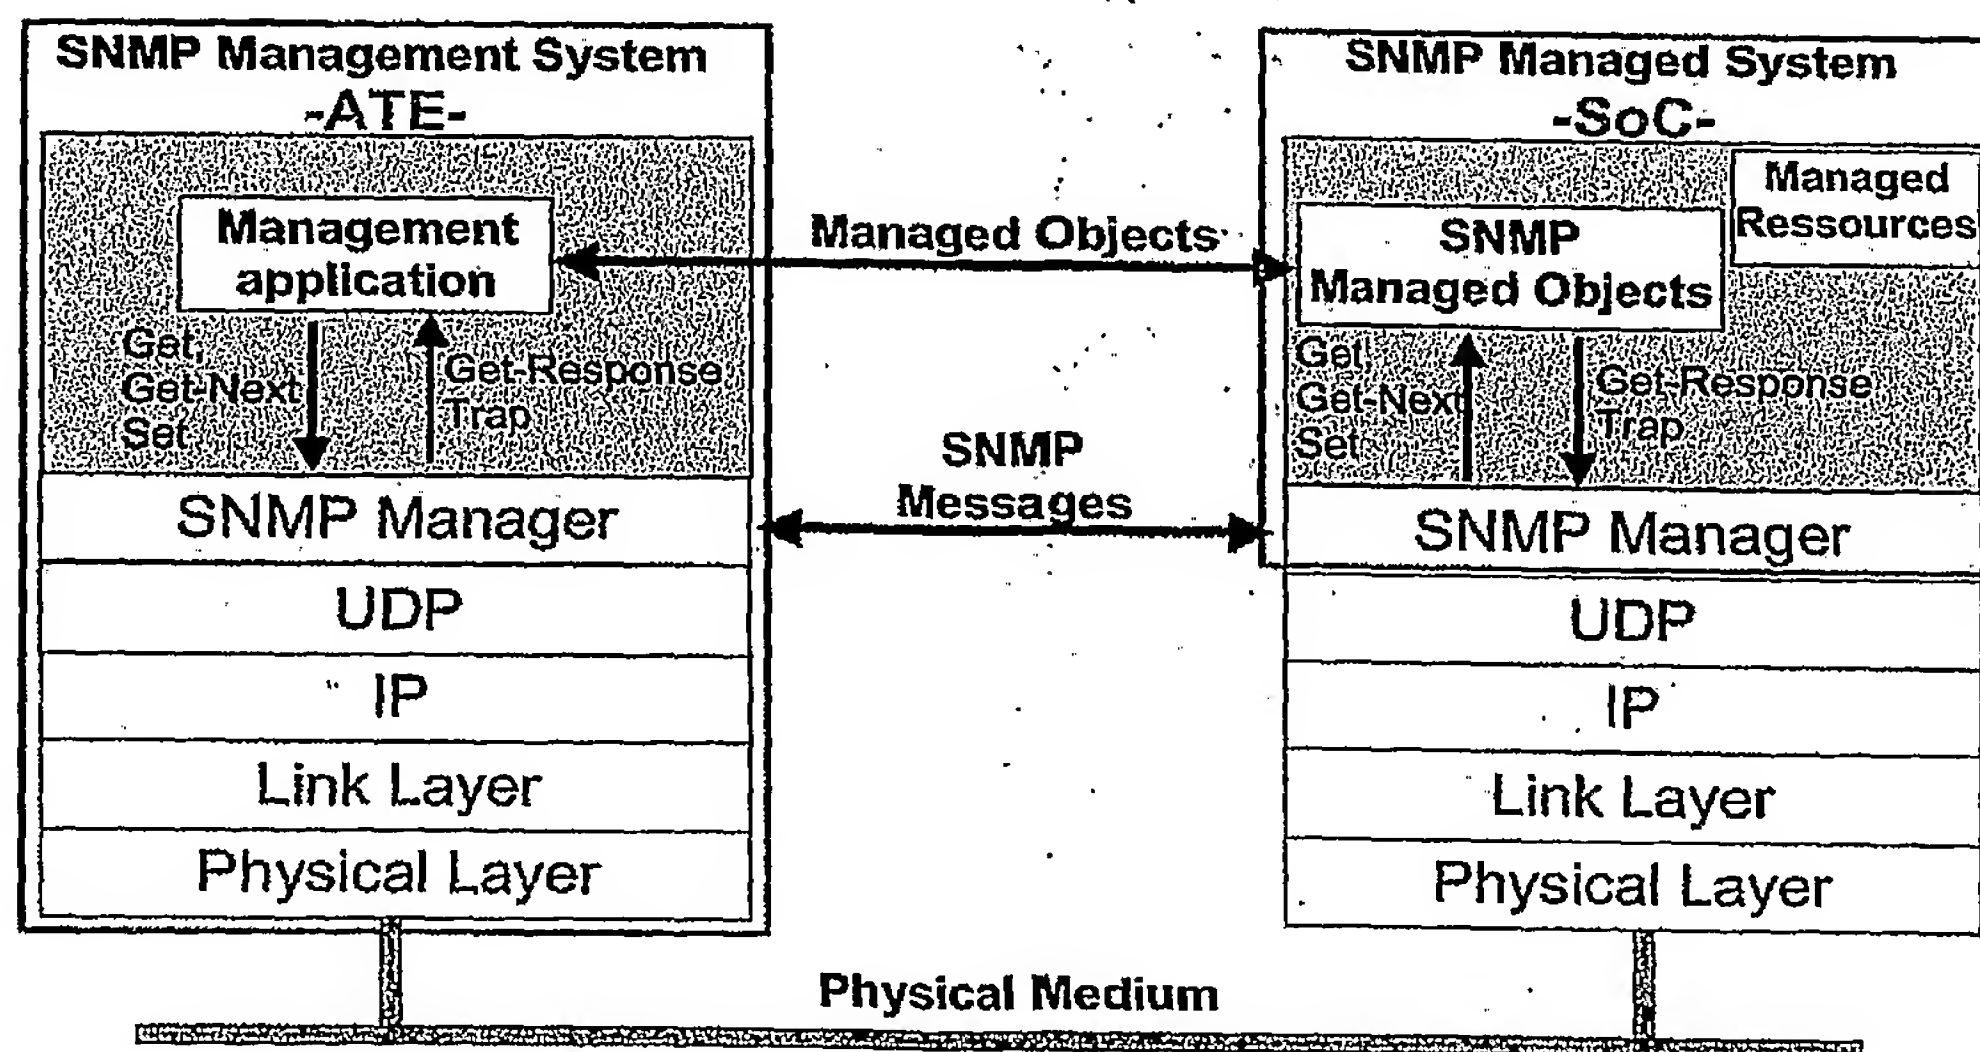 SNMP Management System
-ATE-
Management
application
Get,
Get-Next
Set
Get-Response
Trap
SNMP Manager
UDP
IP
Link Layer
Physical Layer
Managed Objects
SNMP
Messages
SNMP Managed System
-SoC-
Managed
Ressources
SNMP
Managed Objects
Get,
Get-Next
Set
Get-Response
Trap
SNMP Manager
UDP
IP
Link Layer
Physical Layer
Physical Medium